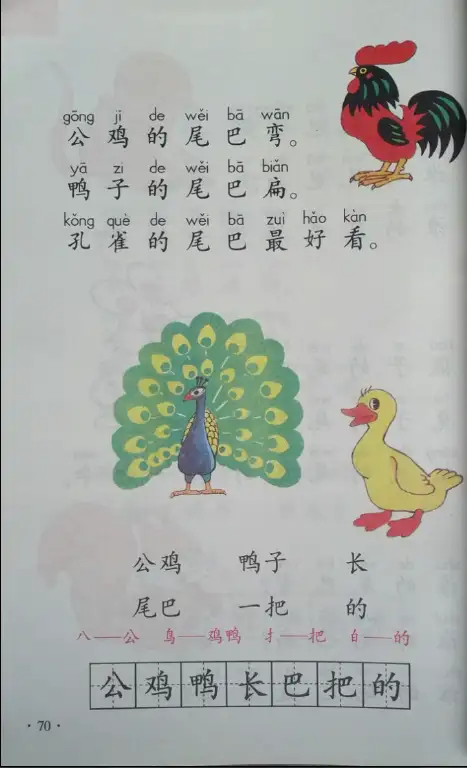 gōng jī de wěi bā wān
公鸡的尾巴弯。
yā zi de wěi bā biǎn
鸭子的尾巴扁。
kǒng què de wěi bā zuì hǎo kàn
孔雀的尾巴最好看。
公鸡 鸭子 长
尾巴 一把 的
八——公 鸟——鸡鸭 扌——把 白——的
公鸡鸭长巴把的
·70·